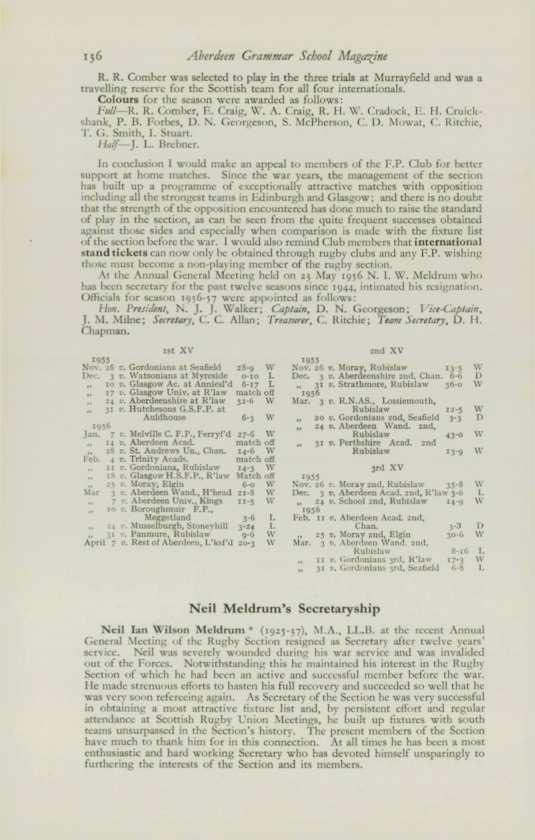 136 Aberdeen Grammar School Magazine
R. R. Comber was selected to play in the three trials at Murrayfield and was a
travelling reserve for the Scottish team for all four internationals.
Colours for the season were awarded as follows:
Full—R. R. Comber, E. Craig, W. A. Craig, R. H. W. Cradock, E. H. Cruick-
shank, P. B. Forbes, D. N. Georgeson, S. McPherson, C. D. Mowat, C. Ritchie,
T. G. Smith, I. Stuart.
Half—J. L. Brebner.
In conclusion I would make an appeal to members of the F.P. Club for better
support at home matches. Since the war years, the management of the section
has built up a programme of exceptionally attractive matches with opposition
including all the strongest teams in Edinburgh and Glasgow; and there is no doubt
that the strength of the opposition encountered has done much to raise the standard
of play in the section, as can be seen from the quite frequent successes obtained
against those sides and especially when comparison is made with the fixture list
of the section before the war. I would also remind Club members that international
stand tickets can now only be obtained through rugby clubs and any F.P. wishing
those must become a non-playing member of the rugby section.
At the Annual General Meeting held on 23 May 1956 N. I. W. Meldrum who
has been secretary for the past twelve seasons since 1944, intimated his resignation.
Officials for season 1956-57 were appointed as follows:
Hon. President, N. J. J. Walker; Captain, D. N. Georgeson; Vice-Captain,
J. M. Milne; Secretary, C. C. Allan; Treasurer, C. Ritchie; Team Secretary, D. H.
Chapman.
1st XV
1955
Nov. 26 v. Gordonians at Seafield 28-9 W
Dec. 3 v. Watsonians at Myreside 0-10 L
„ 10 v. Glasgow Ac. at Anniesl'd 6-17 L
„ 17 v. Glasgow Univ. at R'law match off
„ 24 v. Aberdeenshire at R'law 32-6 W
„ 31 v. Hutchesons G.S.F.P. at
Auldhouse 6-3 W
1956
Jan. 7 v. Melville C.F.P., Ferryf'd 27-6 W
„ 14 v. Aberdeen Acad. match off
„ 28 v. St. Andrews Un., Chan. 14-6 W
Feb. 4 v. Trinity Acads. match off
„ 11 v. Gordonians, Rubislaw 14-3 W
„ 18 v. Glasgow H.S.F.P., R'law Match off
„ 25 v. Moray, Elgin 6-0 W
Mar 3 v. Aberdeen Wand., H'head 21-8 W
„ 7 v. Aberdeen Univ., Kings 11-5 W
„ 10 v. Boroughmuir F.P.,
Meggetland 3-6 L
„ 24 v. Musselburgh, Stoneyhill 3-24 L
„ 31 v. Panmure, Rubislaw 9-6 W
April 7 v. Rest of Aberdeen, L'ksf'd 20-3 W
2nd XV
1955
Nov. 26 v. Moray, Rubislaw 13-5 W
Dec. 3 v. Aberdeenshire 2nd, Chan. 6-6 D
„ 31 v. Strathmore, Rubislaw 36-0 W
1956
Mar. 3 v. R.N.A.S., Lossiemouth,
Rubislaw 12-5 W
„ 20 v. Gordonians 2nd, Seafield 3-3 D
„ 24 v. Aberdeen Wand. 2nd,
Rubislaw 43-0 W
„ 31 v. Perthshire Acad. 2nd
Rubislaw 13-9 W
3rd XV
1955
Nov. 26 v. Moray 2nd, Rubislaw 35-8 W
Dec. 3 v. Aberdeen Acad. 2nd, R'law 3-6 L
„ 24 v. School 2nd, Rubislaw 14-9 W
1956
Feb. 11 v. Aberdeen Acad. 2nd,
Chan. 3-3 D
„ 25 v. Moray 2nd, Elgin 30-6 W
Mar. 3 v. Aberdeen Wand. 2nd,
Rubislaw 8-16 L
„ 11 v. Gordonians 3rd, R'law 17-3 W
„ 31 v. Gordonians 3rd, Seafield 6-8 L
Neil Meldrum's Secretaryship
Neil Ian Wilson Meldrum * (1925-37), M.A., LL.B. at the recent Annual
General Meeting of the Rugby Section resigned as Secretary after twelve years'
service. Neil was severely wounded during his war service and was invalided
out of the Forces. Notwithstanding this he maintained his interest in the Rugby
Section of which he had been an active and successful member before the war.
He made strenuous efforts to hasten his full recovery and succeeded so well that he
was very soon refereeing again. As Secretary of the Section he was very successful
in obtaining a most attractive fixture list and, by persistent effort and regular
attendance at Scottish Rugby Union Meetings, he built up fixtures with south
teams unsurpassed in the Section's history. The present members of the Section
have much to thank him for in this connection. At all times he has been a most
enthusiastic and hard working Secretary who has devoted himself unsparingly to
furthering the interests of the Section and its members.